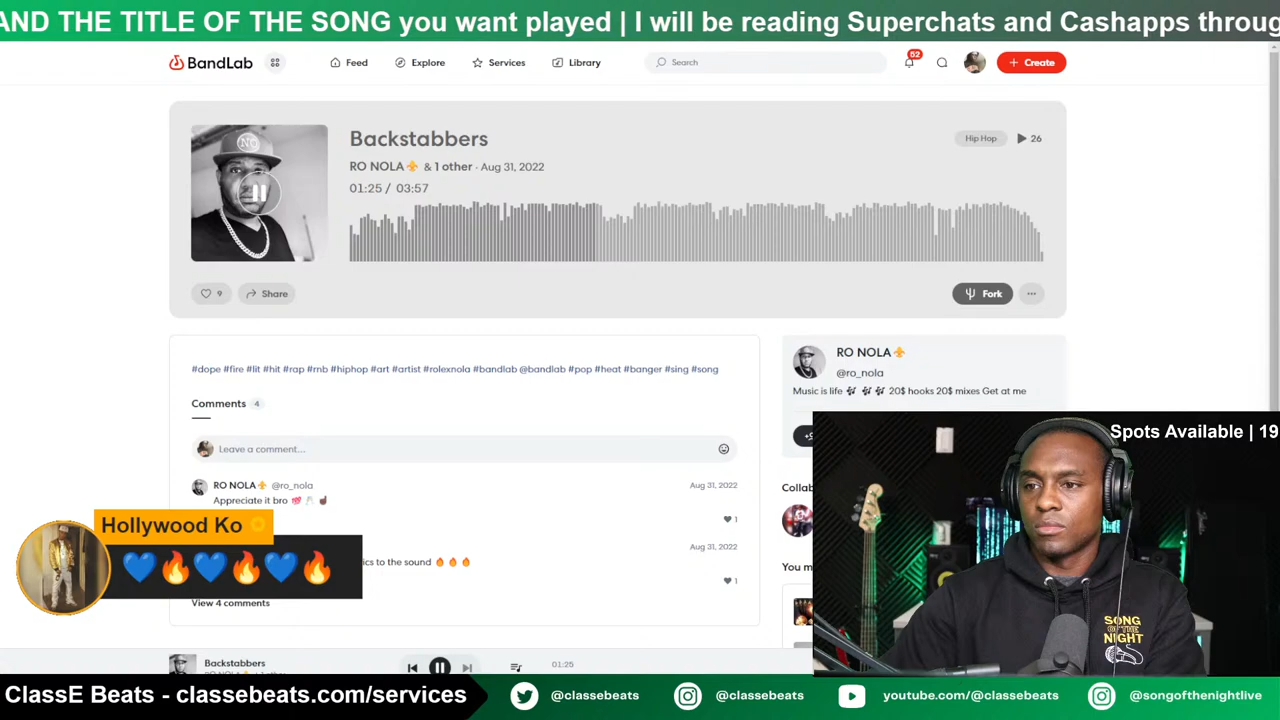 AND THE TITLE OF THE SONG you want played | I will be reading Superchats and Cashapps throug
BandLab
Feed
Explore
Services
Library
Search
52
Create
NO
Backstabbers
Hip Hop
26
RO NOLA & 1 other - Aug 31, 2022
01:25 / 03:57
9
Share
Fork
#dope #fire #lit #hit #rap #rnb #hiphop #art #artist #rolexnola #bandlab @bandlab #pop #heat #banger #sing #song
Comments 4
Leave a comment...
RO NOLA @ro_nola
Aug 31, 2022
Appreciate it bro
1
Aug 31, 2022
ics to the sound
1
View 4 comments
RO NOLA
@ro_nola
Music is life 20$ hooks 20$ mixes Get at me
Collab
You m
Hollywood Ko
Spots Available | 19
SONG
OF THE
NIGHT
Backstabbers
01:25
ClassE Beats - classebeats.com/services
@classebeats
@classebeats
youtube.com/@classebeats
@songofthenightlive